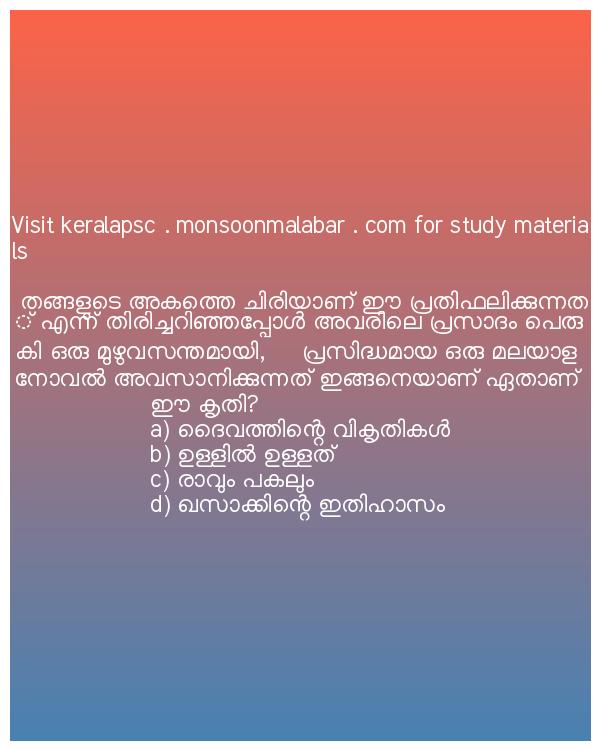 Visit keralapsc . monsoonmalabar . com for study materia
ls
തങ്ങളുടെ അകത്തെ ചിരിയാണ് ഈ പ്രതിഫലിക്കുന്നത
് എന്ന് തിരിച്ചറിഞ്ഞപ്പോൾ അവരിലെ പ്രസാദം പെരു
കി ഒരു മുഴുവസന്തമായി, പ്രസിദ്ധമായ ഒരു മലയാള
നോവൽ അവസാനിക്കുന്നത് ഇങ്ങനെയാണ് ഏതാണ്
ഈ കൃതി?
a) ദൈവത്തിന്റെ വികൃതികൾ
b) ഉള്ളിൽ ഉള്ളത്
c) രാവും പകലും
d) ഖസാക്കിന്റെ ഇതിഹാസം